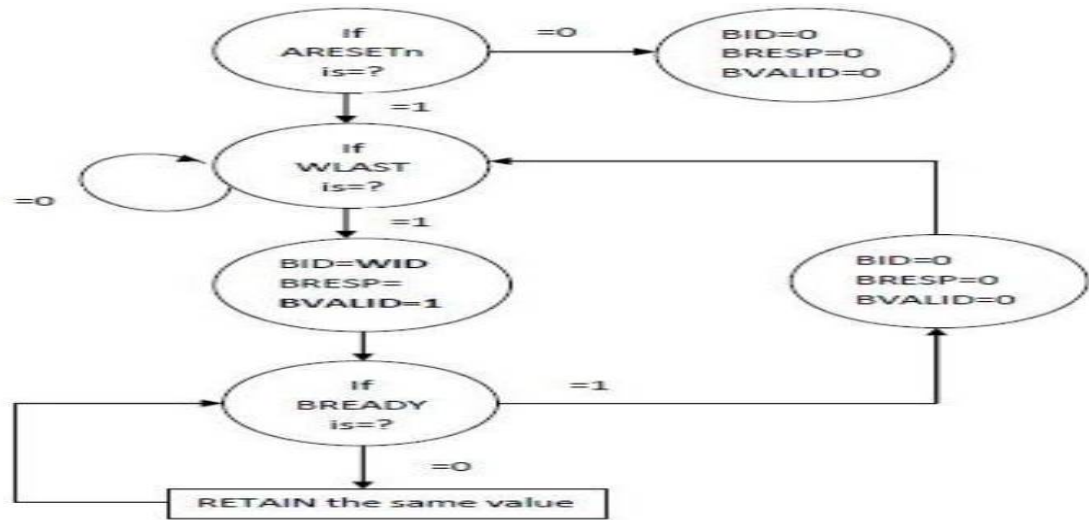 If
ARESETn
is=?
=0
BID=0
BRESP=0
BVALID=0
=1
If
WLAST
is=?
=0
=1
BID=WID
BRESP=
BVALID=1
BID=0
BRESP=0
BVALID=0
If
BREADY
is=?
=1
=0
RETAIN the same value